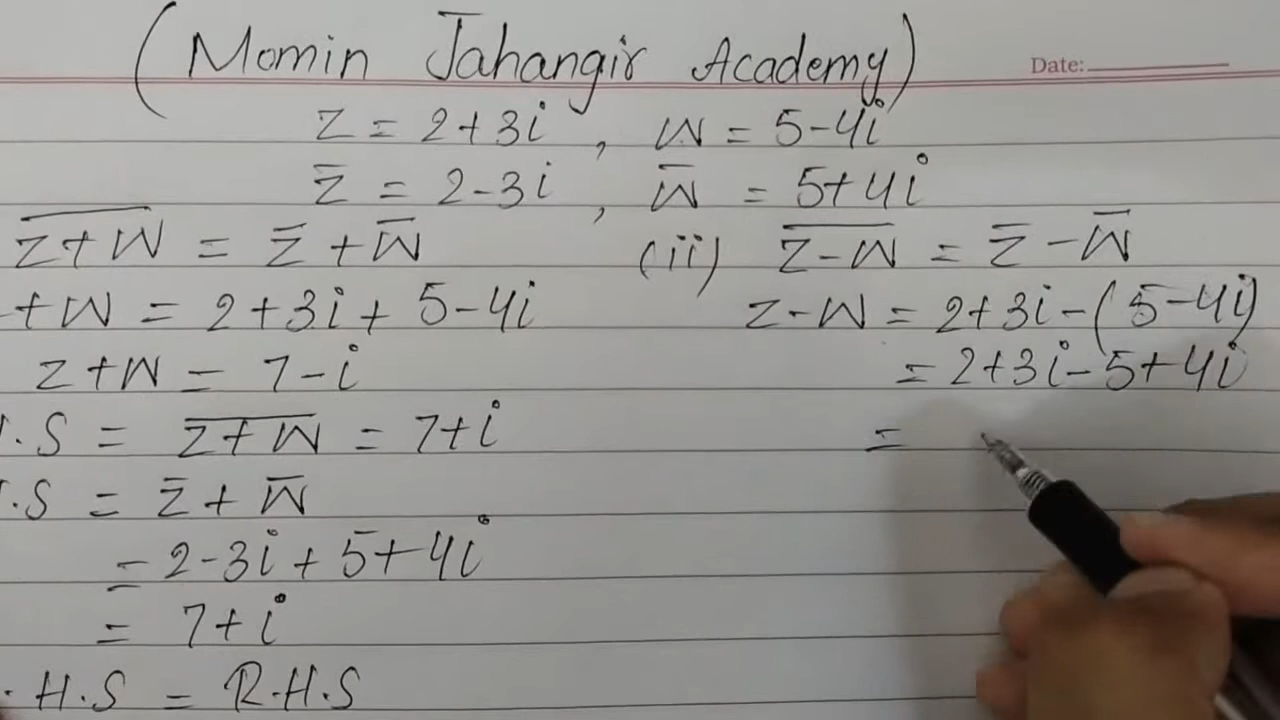 (Momin Jahangir Academy)
Date:
z = 2+3i , w = 5-4i
z̅ = 2-3i , w̅ = 5+4i
z̅+̅w̅ = z̅ + w̅
+w = 2+3i + 5-4i
z+w = 7-i
.S = z̅+̅w̅ = 7+i
.S = z̅ + w̅
= 2-3i + 5+4i
= 7+i
.H.S = R.H.S
(ii) z̅-̅w̅ = z̅ - w̅
z-w = 2+3i-(5-4i)
= 2+3i-5+4i
=